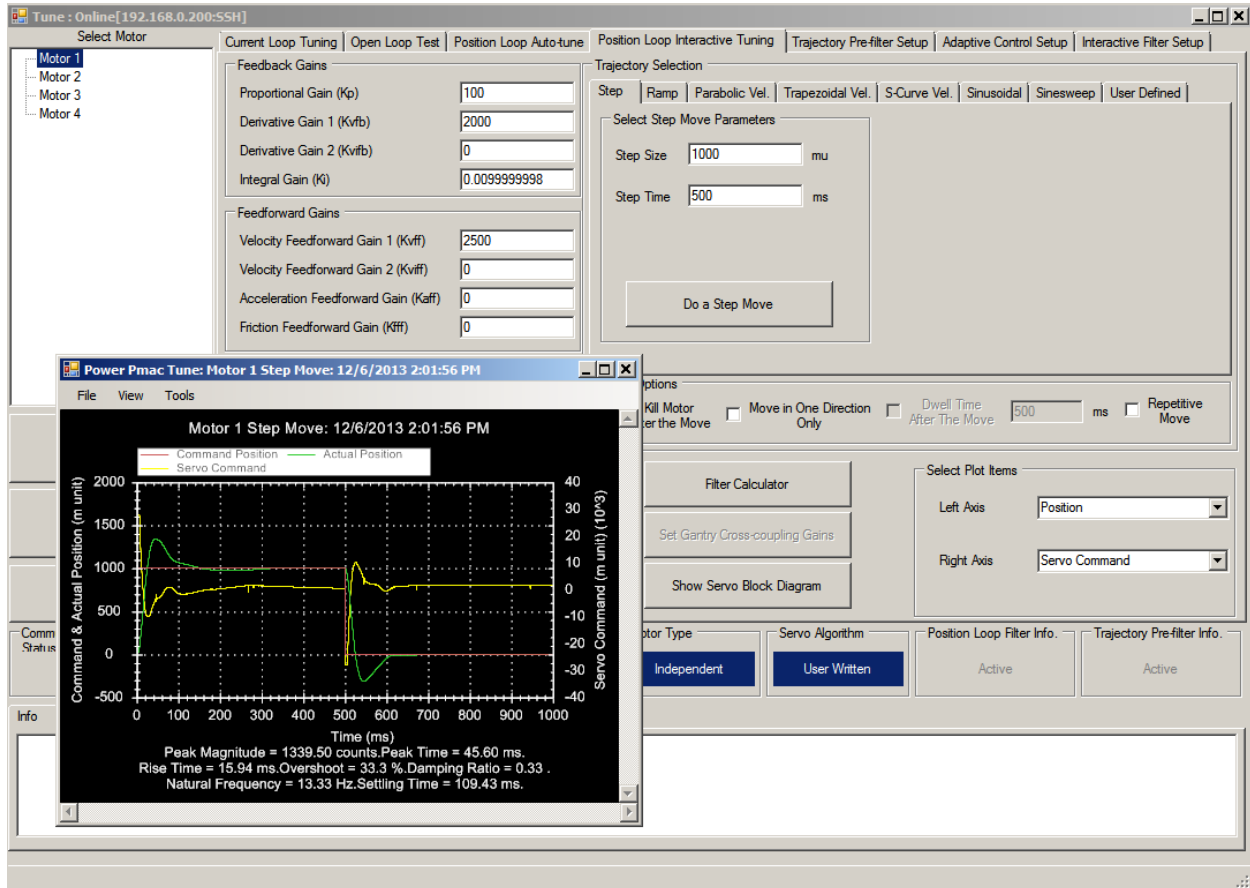 Tune : Online[192.168.0.200:SSH]
Select Motor
Motor 1
Motor 2
Motor 3
Motor 4
Current Loop Tuning Open Loop Test Position Loop Auto-tune Position Loop Interactive Tuning Trajectory Pre-filter Setup Adaptive Control Setup Interactive Filter Setup
Feedback Gains
Proportional Gain (Kp) 100
Derivative Gain 1 (Kvfb) 2000
Derivative Gain 2 (Kvifb) 0
Integral Gain (Ki) 0.0099999998
Feedforward Gains
Velocity Feedforward Gain 1 (Kvff) 2500
Velocity Feedforward Gain 2 (Kviff) 0
Acceleration Feedforward Gain (Kaff) 0
Friction Feedforward Gain (Kfff) 0
Trajectory Selection
Step Ramp Parabolic Vel. Trapezoidal Vel. S-Curve Vel. Sinusoidal Sinesweep User Defined
Select Step Move Parameters
Step Size 1000 mu
Step Time 500 ms
Do a Step Move
Kill Motor
the Move
Move in One Direction
Only
Dwell Time
After The Move
500 ms
Repetitive
Move
Filter Calculator
Set Gantry Cross-coupling Gains
Show Servo Block Diagram
Select Plot Items
Left Axis Position
Right Axis Servo Command
Status
Type
Independent
Servo Algorithm
User Written
Position Loop Filter Info.
Active
Trajectory Pre-filter Info.
Active
Info
Power Pmac Tune: Motor 1 Step Move: 12/6/2013 2:01:56 PM
File View Tools
Motor 1 Step Move: 12/6/2013 2:01:56 PM
Command Position Actual Position
Servo Command
Command & Actual Position (m unit)
2000
1500
1000
500
0
-500
40
30
20
10
0
-10
-20
-30
-40
Servo Command (m unit) (10^3)
0 100 200 300 400 500 600 700 800 900 1000
Time (ms)
Peak Magnitude = 1339.50 counts.Peak Time = 45.60 ms.
Rise Time = 15.94 ms.Overshoot = 33.3 %.Damping Ratio = 0.33 .
Natural Frequency = 13.33 Hz.Settling Time = 109.43 ms.